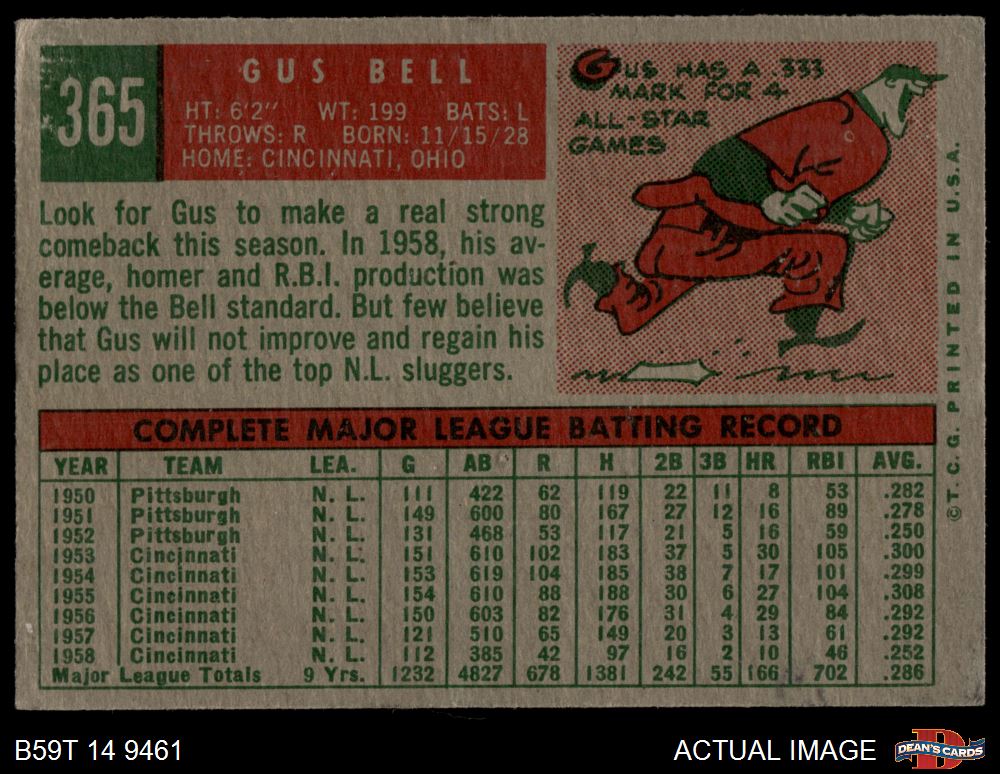 365
GUS BELL
HT: 6'2" WT: 199 BATS: L
THROWS: R BORN: 11/15/28
HOME: CINCINNATI, OHIO
GUS HAS A .333
MARK FOR 4
ALL-STAR
GAMES
Look for Gus to make a real strong
comeback this season. In 1958, his av-
erage, homer and R.B.I. production was
below the Bell standard. But few believe
that Gus will not improve and regain his
place as one of the top N.L. sluggers.
COMPLETE MAJOR LEAGUE BATTING RECORD
YEAR TEAM LEA. G AB R H 2B 3B HR RBI AVG.
1950 Pittsburgh N. L. 111 422 62 119 22 11 8 53 .282
1951 Pittsburgh N. L. 149 600 80 167 27 12 16 89 .278
1952 Pittsburgh N. L. 131 468 53 117 21 5 16 59 .250
1953 Cincinnati N. L. 151 610 102 183 37 5 30 105 .300
1954 Cincinnati N. L. 153 619 104 185 38 7 17 101 .299
1955 Cincinnati N. L. 154 610 88 188 30 6 27 104 .308
1956 Cincinnati N. L. 150 603 82 176 31 4 29 84 .292
1957 Cincinnati N. L. 121 510 65 149 20 3 13 61 .292
1958 Cincinnati N. L. 112 385 42 97 16 2 10 46 .252
Major League Totals 9 Yrs. 1232 4827 678 1381 242 55 166 702 .286
©T. C. G. PRINTED IN U.S.A.
B59T 14 9461
ACTUAL IMAGE
DEAN'S CARDS